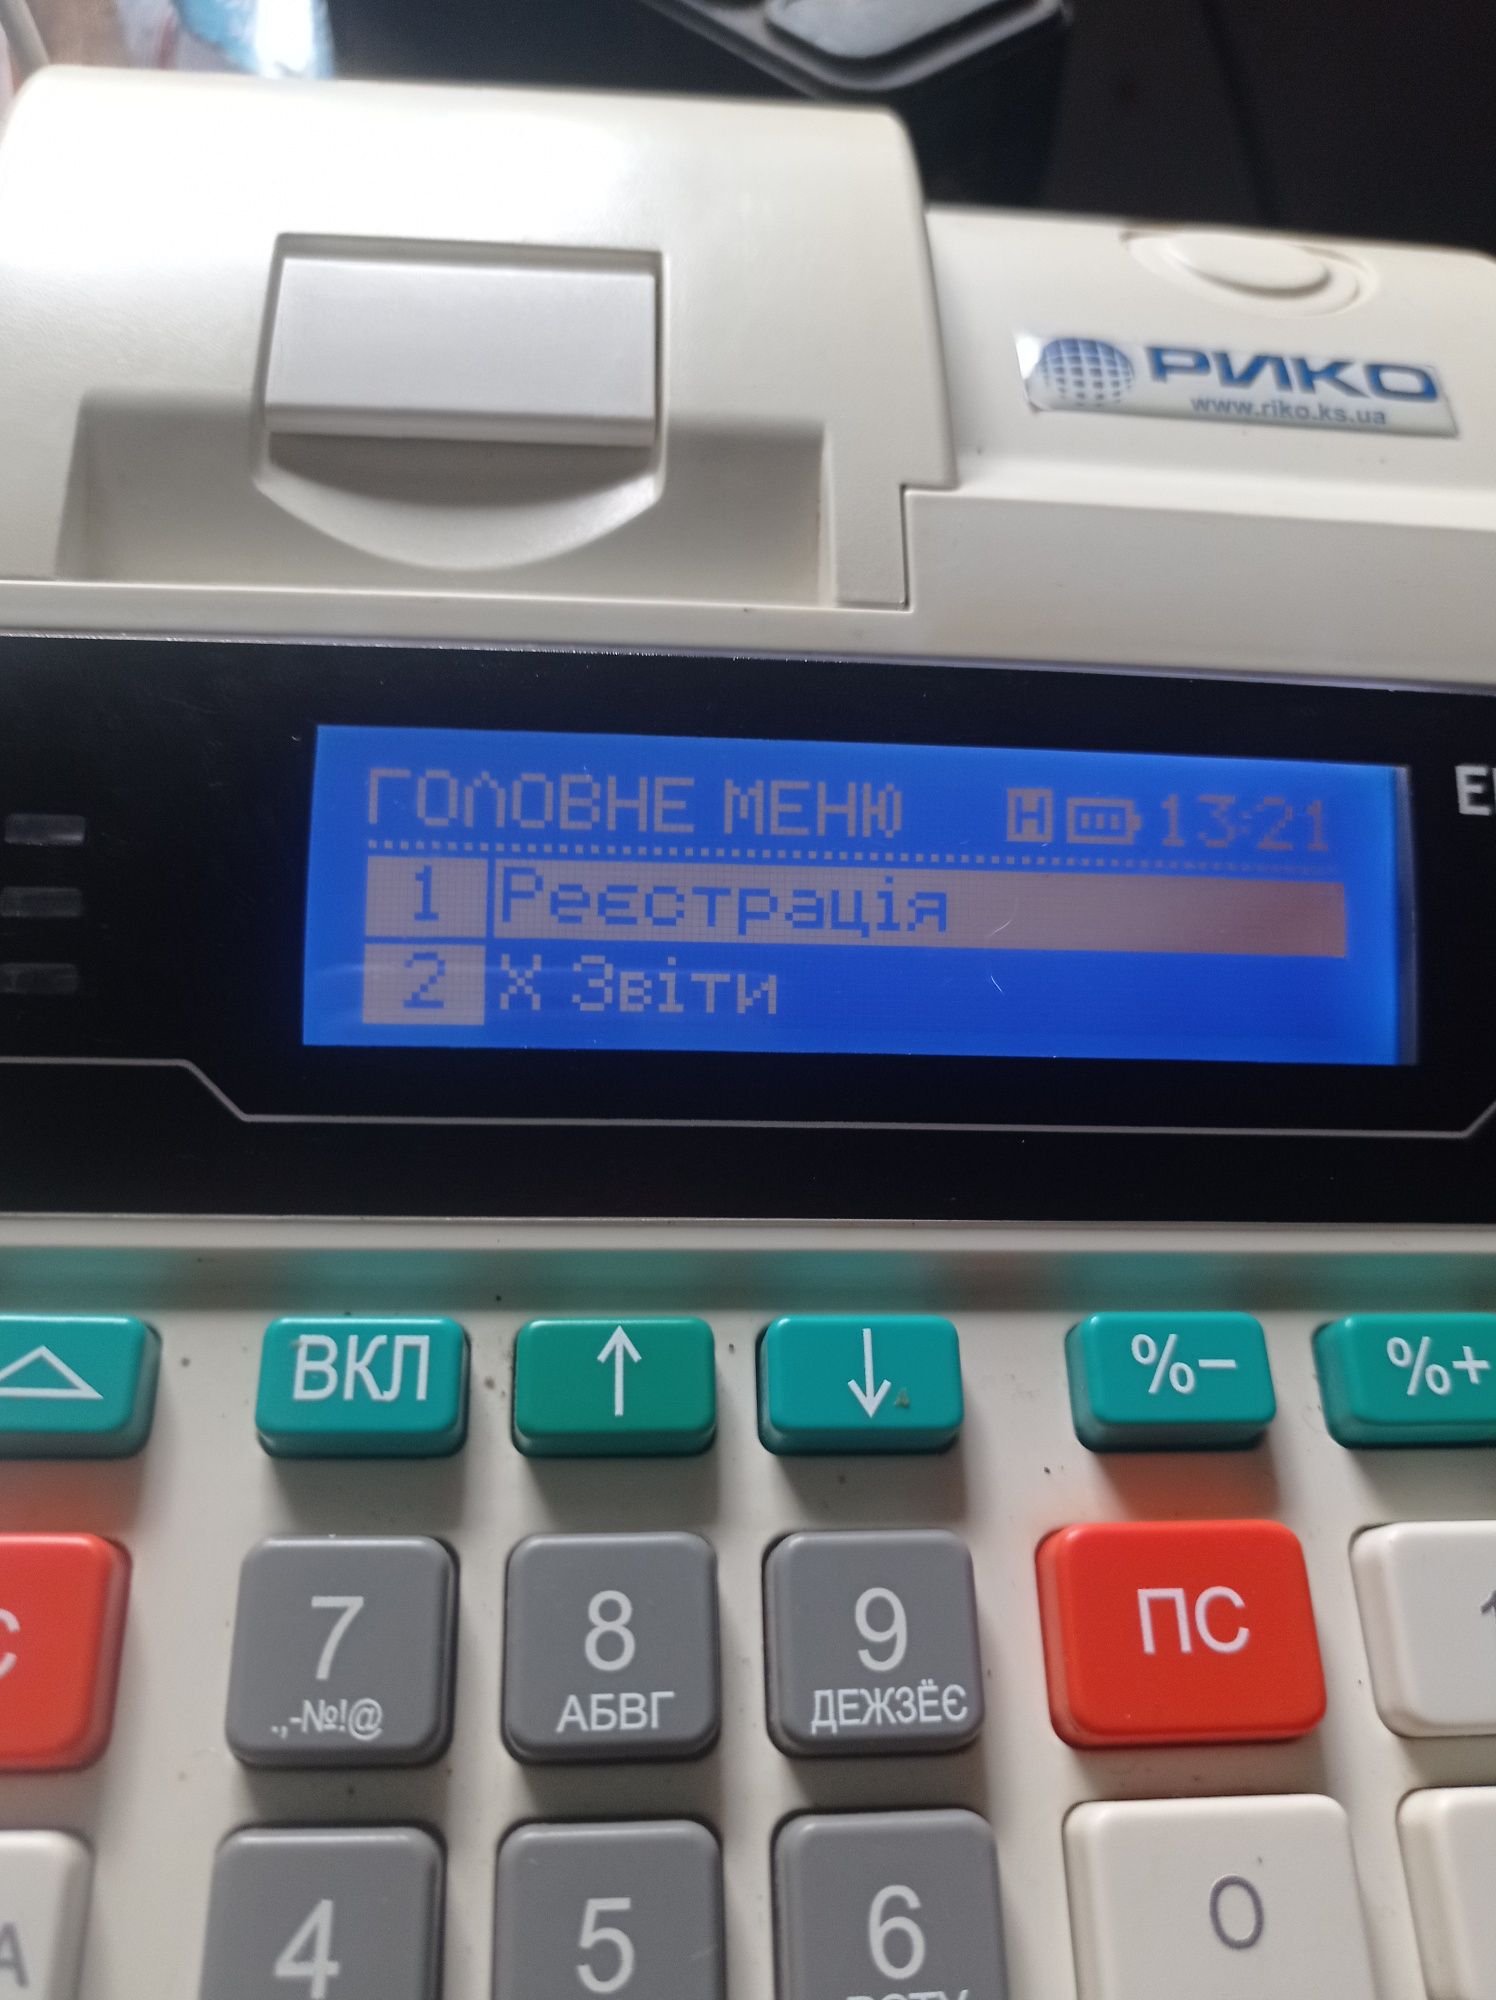 РИКО
www.riko.ks.ua
ГОЛОВНЕ МЕНЮ Н 13:21
1 Реєстрація
2 X Звіти
ВКЛ ↑ ↓ %− %+
С 7 8 9 ПС
.,-№!@ АБВГ ДЕЖЗЁЄ
А 4 5 6 0